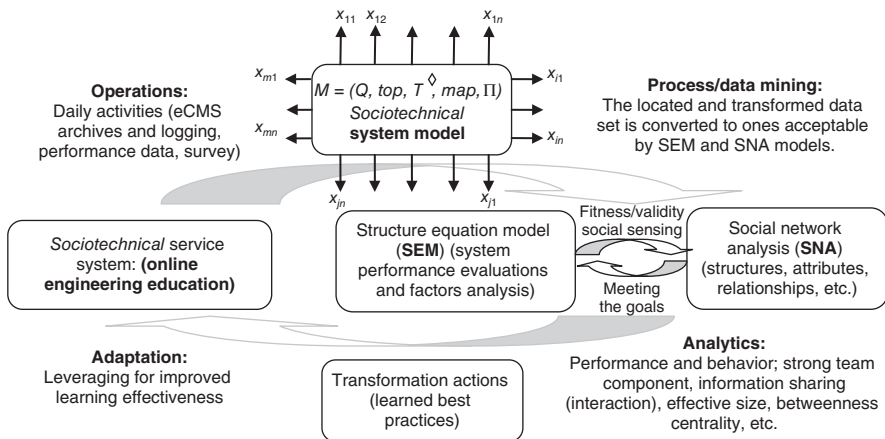 x11 x12 x1n
xm1
xi1
M = (Q, top, T◊, map, Π)
Sociotechnical
system model
xmn
xin
xjn
xj1
Operations:
Daily activities (eCMS
archives and logging,
performance data, survey)
Process/data mining:
The located and transformed data
set is converted to ones acceptable
by SEM and SNA models.
Sociotechnical service
system: (online
engineering education)
Structure equation model
(SEM) (system
performance evaluations
and factors analysis)
Fitness/validity
social sensing
Meeting
the goals
Social network
analysis (SNA)
(structures, attributes,
relationships, etc.)
Adaptation:
Leveraging for improved
learning effectiveness
Transformation actions
(learned best
practices)
Analytics:
Performance and behavior; strong team
component, information sharing
(interaction), effective size, betweenness
centrality, etc.